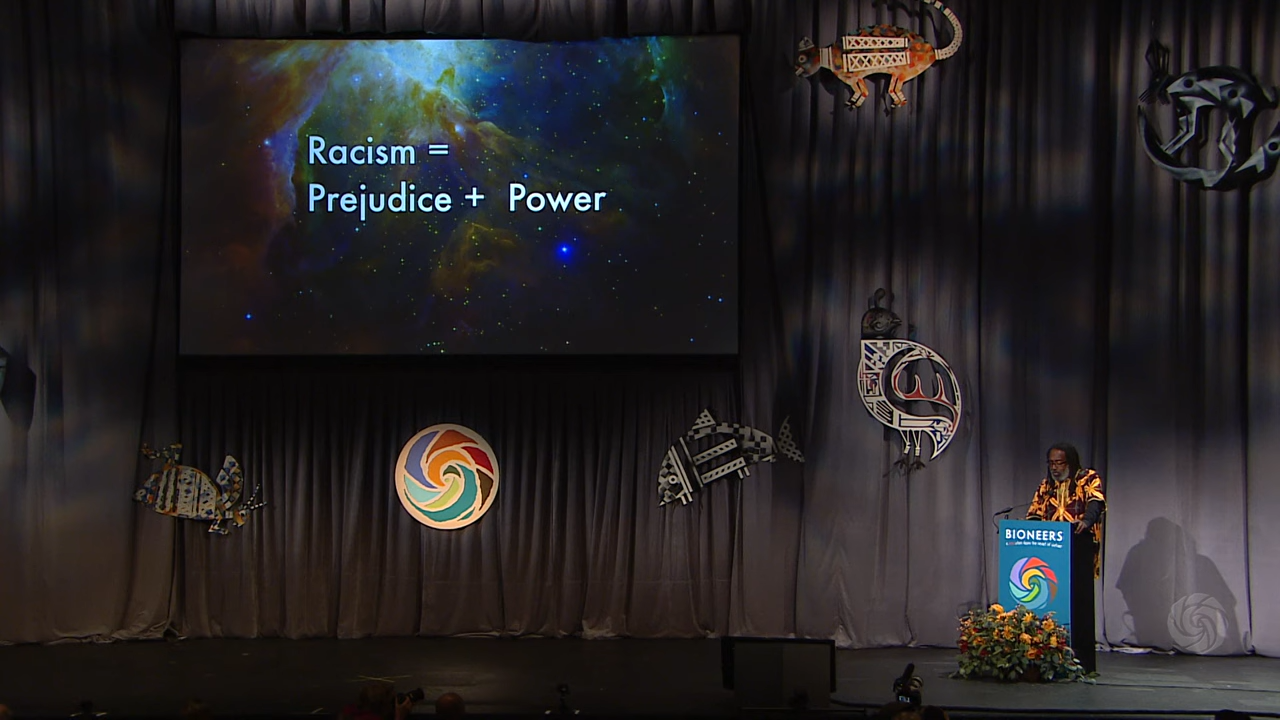 Racism =
Prejudice + Power
BIONEERS